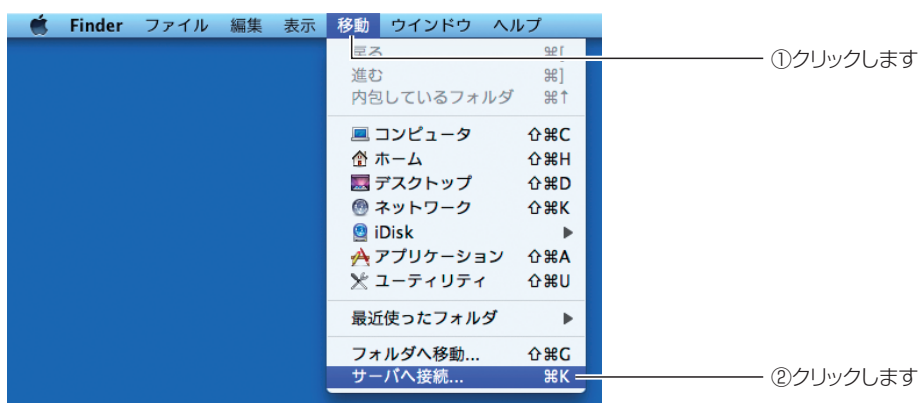 Finder ファイル 編集 表示 移動 ウインドウ ヘルプ
戻る ⌘[
①クリックします
進む ⌘]
内包しているフォルダ ⌘↑
コンピュータ ⇧⌘C
ホーム ⇧⌘H
デスクトップ ⇧⌘D
ネットワーク ⇧⌘K
iDisk ▶
アプリケーション ⇧⌘A
ユーティリティ ⇧⌘U
最近使ったフォルダ ▶
フォルダへ移動... ⇧⌘G
サーバへ接続... ⌘K
②クリックします